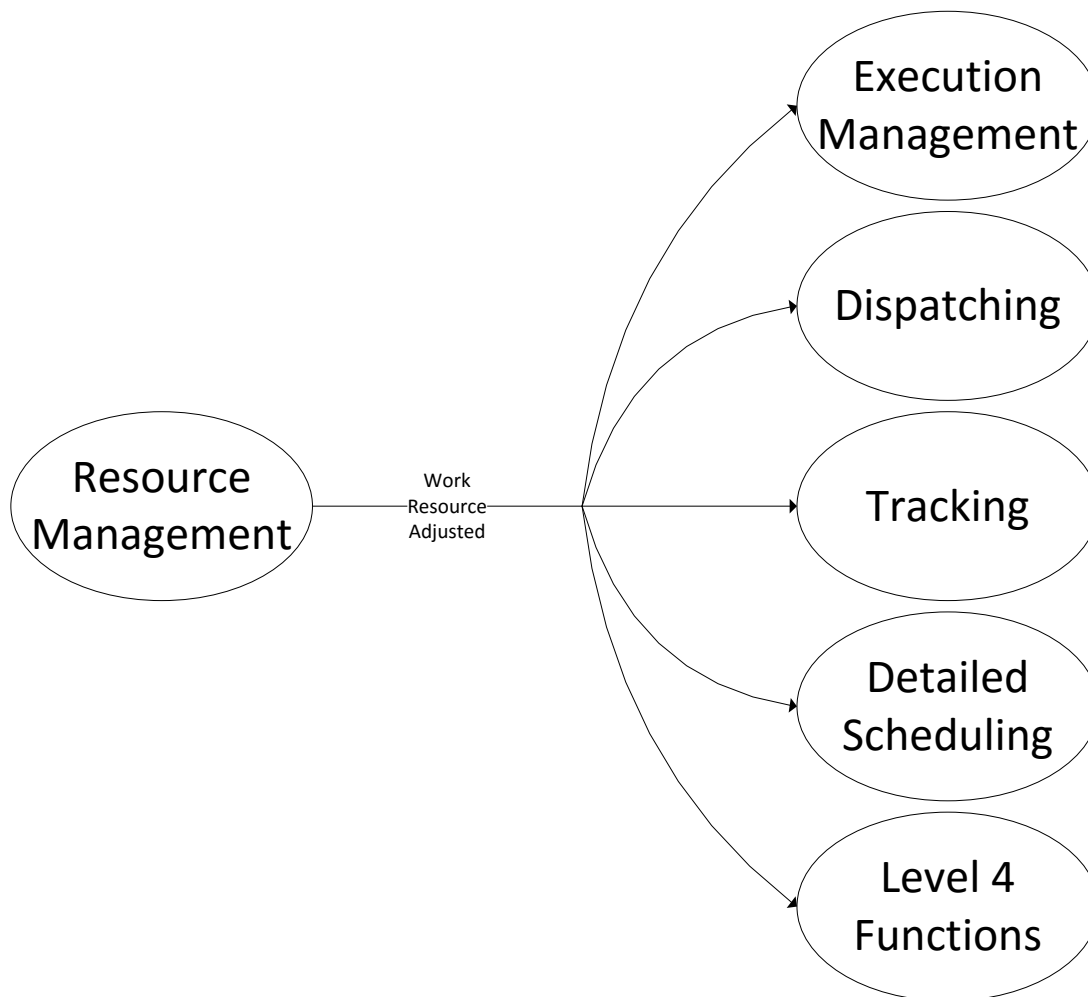 Execution
Management
Dispatching
Resource
Management
Work
Resource
Adjusted
Tracking
Detailed
Scheduling
Level 4
Functions